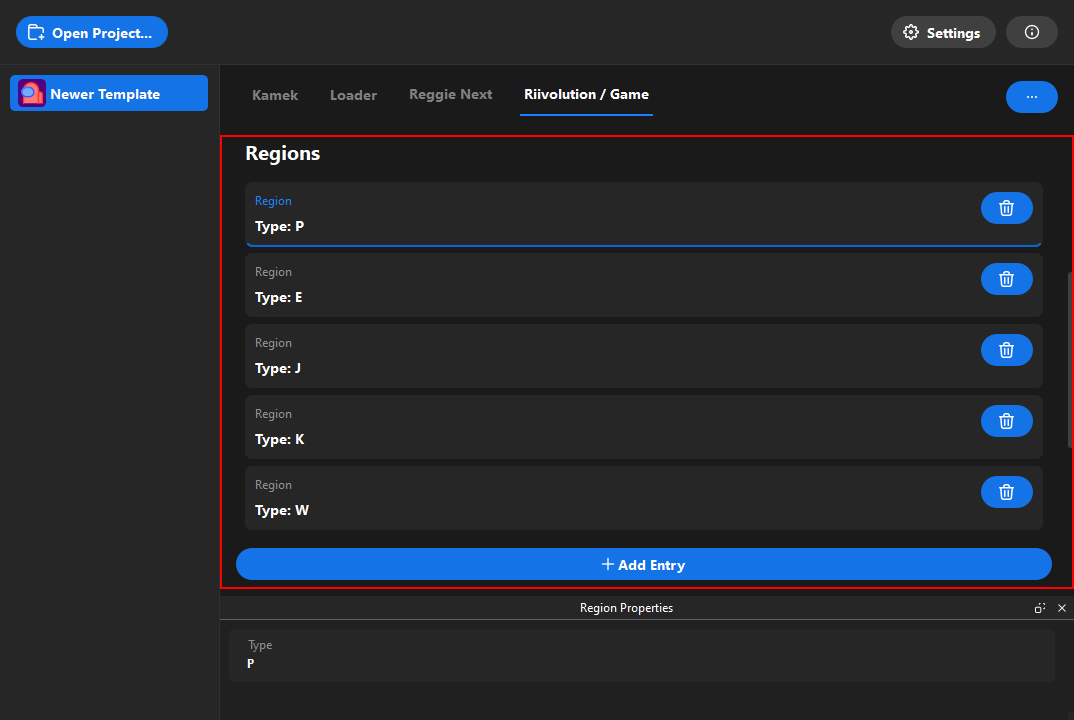 Open Project...
Settings
Newer Template
Kamek
Loader
Reggie Next
Riivolution / Game
...
Regions
Region
Type: P
Region
Type: E
Region
Type: J
Region
Type: K
Region
Type: W
Add Entry
Region Properties
Type
P